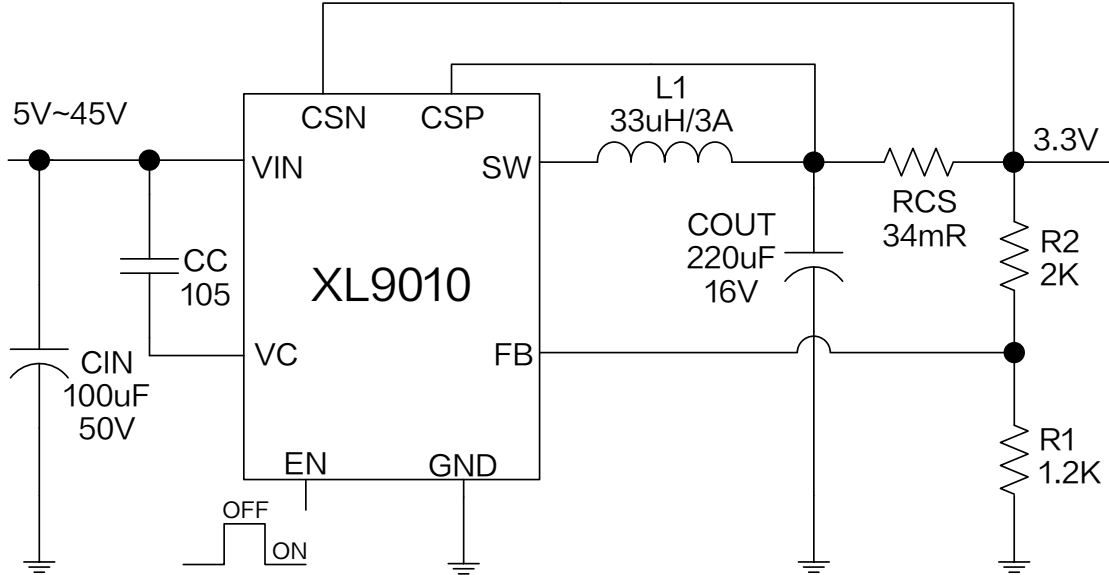 5V~45V
CSN
CSP
L1
33uH/3A
3.3V
VIN
SW
RCS
34mR
CC
105
XL9010
COUT
220uF
16V
R2
2K
VC
FB
CIN
100uF
50V
EN
GND
R1
1.2K
OFF
ON